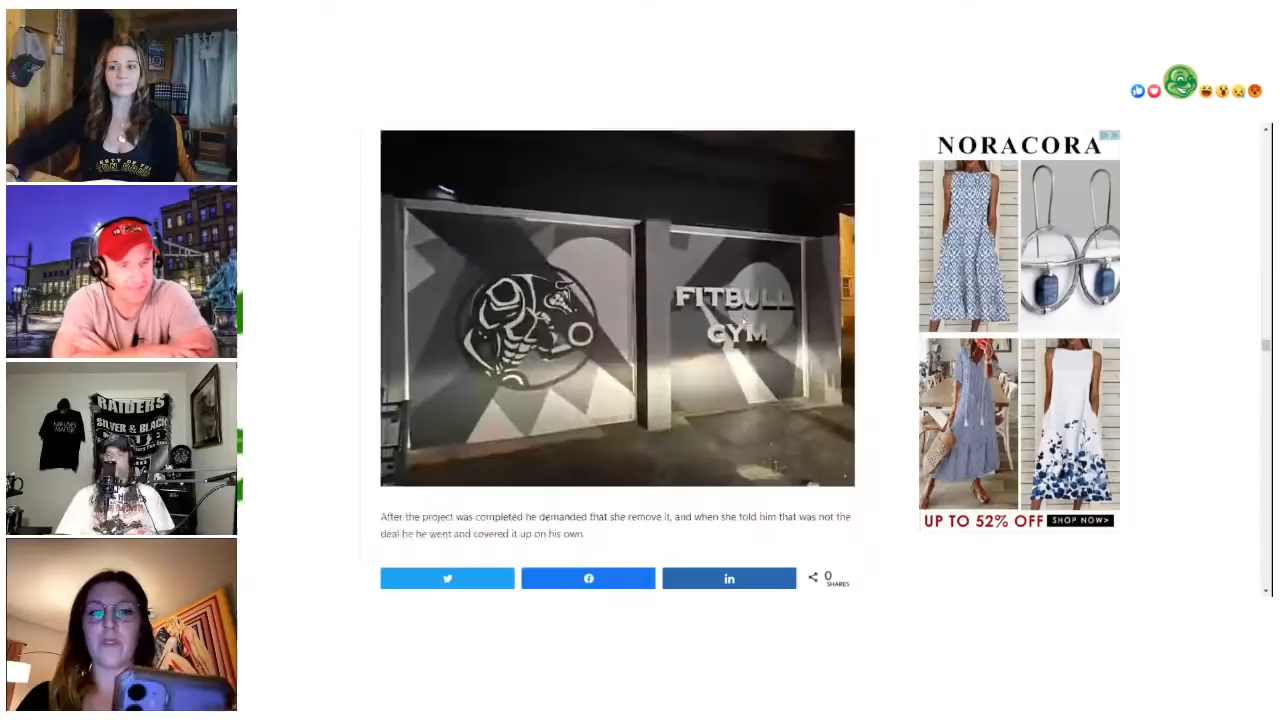 NORACORA
FITBULL
GYM
RAIDERS
SILVER & BLACK
UP TO 52% OFF
SHOP NOW>
After the project was completed he demanded that she remove it, and when she told him that was not the
deal he he went and covered it up on his own.
0
SHARES